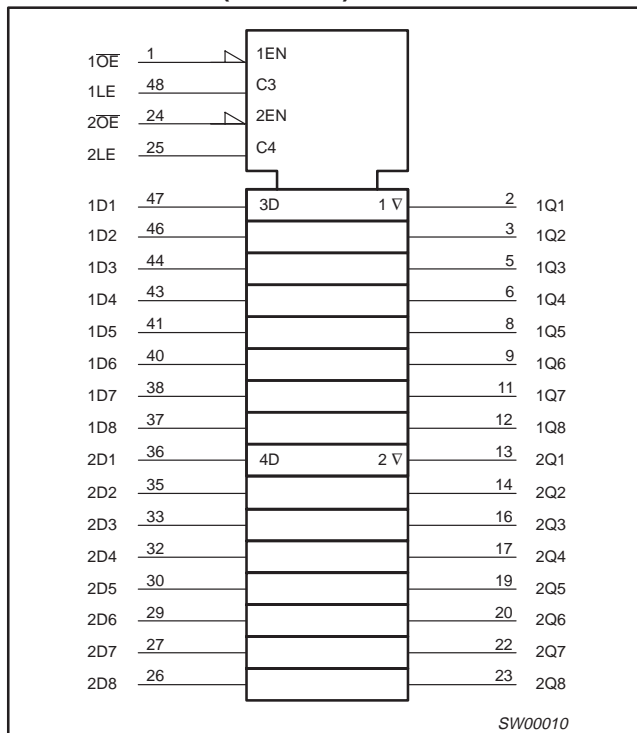 1O̅E̅ 1 1EN
1LE 48 C3
2O̅E̅ 24 2EN
2LE 25 C4
1D1 47 3D 1 ∇ 2 1Q1
1D2 46 3 1Q2
1D3 44 5 1Q3
1D4 43 6 1Q4
1D5 41 8 1Q5
1D6 40 9 1Q6
1D7 38 11 1Q7
1D8 37 12 1Q8
2D1 36 4D 2 ∇ 13 2Q1
2D2 35 14 2Q2
2D3 33 16 2Q3
2D4 32 17 2Q4
2D5 30 19 2Q5
2D6 29 20 2Q6
2D7 27 22 2Q7
2D8 26 23 2Q8
SW00010